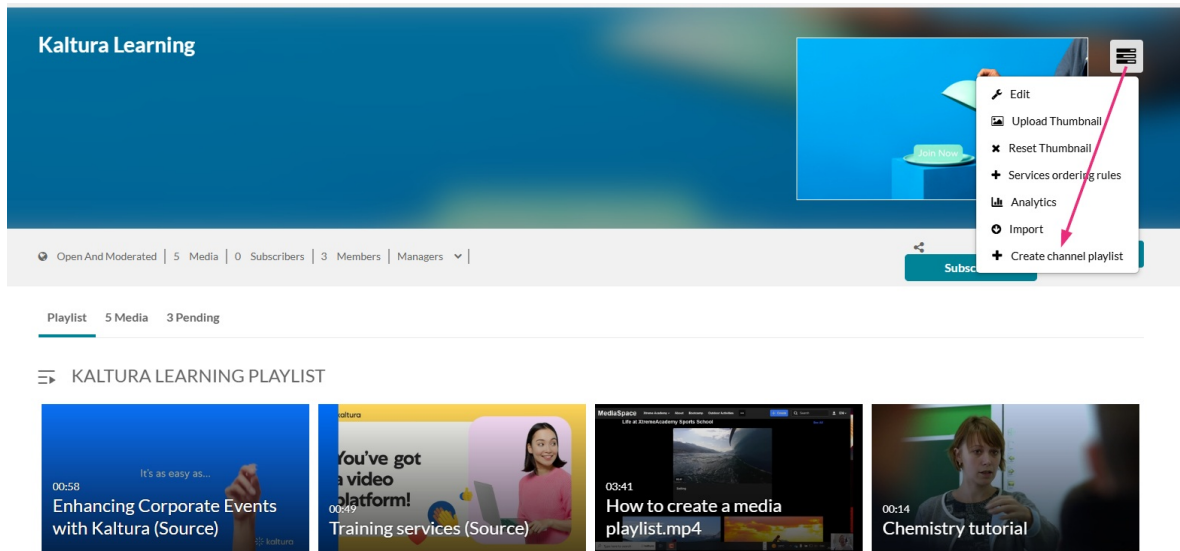 Kaltura Learning
Join Now
Edit
Upload Thumbnail
Reset Thumbnail
Services ordering rules
Analytics
Import
Create channel playlist
Open And Moderated | 5 Media | 0 Subscribers | 3 Members | Managers
Subsc
Playlist 5 Media 3 Pending
KALTURA LEARNING PLAYLIST
It's as easy as...
00:58
Enhancing Corporate Events
with Kaltura (Source)
kaltura
kaltura
You've got
a video
platform!
00:49
Training services (Source)
MediaSpace
Life at XtremeAcademy Sports School
03:41
How to create a media
playlist.mp4
00:14
Chemistry tutorial